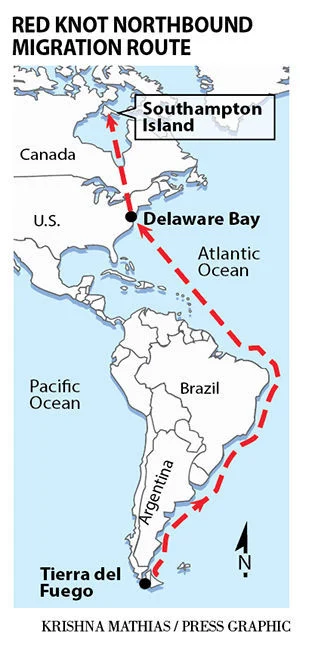 RED KNOT NORTHBOUND
MIGRATION ROUTE
Southampton
Island
Canada
U.S.
Delaware Bay
Atlantic
Ocean
Pacific
Ocean
Brazil
Argentina
Tierra del
Fuego
N
KRISHNA MATHIAS / PRESS GRAPHIC